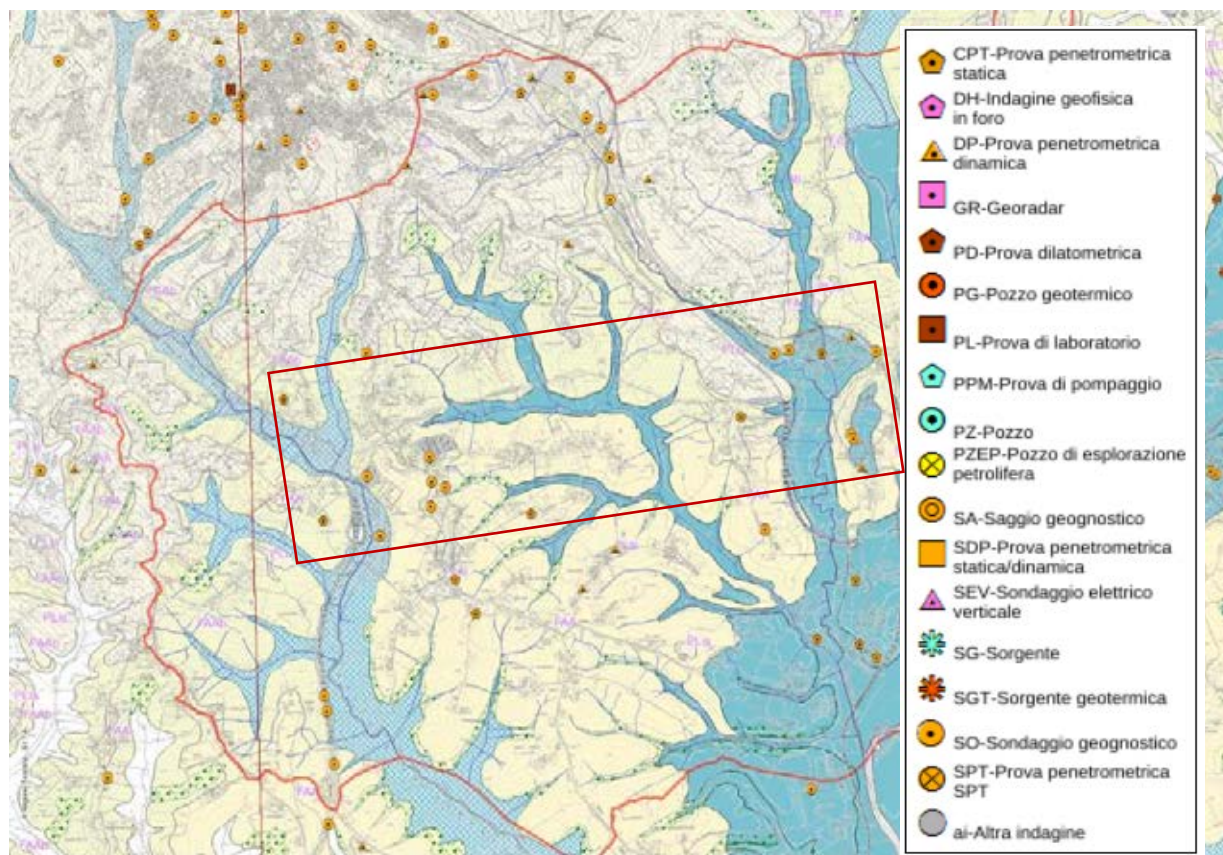 CPT-Prova penetrometrica
statica
DH-Indagine geofisica
in foro
DP-Prova penetrometrica
dinamica
GR-Georadar
PD-Prova dilatometrica
PG-Pozzo geotermico
PL-Prova di laboratorio
PPM-Prova di pompaggio
PZ-Pozzo
PZEP-Pozzo di esplorazione
petrolifera
SA-Saggio geognostico
SDP-Prova penetrometrica
statica/dinamica
SEV-Sondaggio elettrico
verticale
SG-Sorgente
SGT-Sorgente geotermica
SO-Sondaggio geognostico
SPT-Prova penetrometrica
SPT
ai-Altra indagine